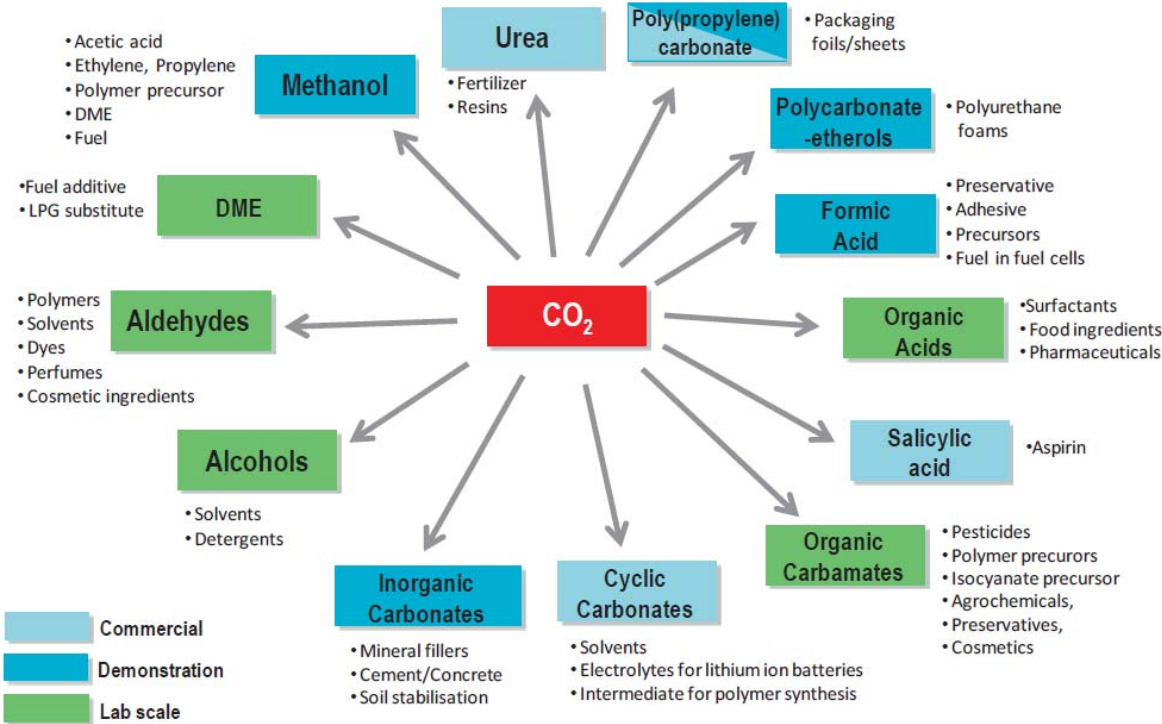 • Acetic acid
• Ethylene, Propylene
• Polymer precursor
• DME
• Fuel
Methanol
Urea
• Fertilizer
• Resins
Poly(propylene)
carbonate
• Packaging
foils/sheets
Polycarbonate
-etherols
• Polyurethane
foams
•Fuel additive
• LPG substitute
DME
Formic
Acid
• Preservative
• Adhesive
• Precursors
• Fuel in fuel cells
• Polymers
• Solvents
• Dyes
• Perfumes
• Cosmetic ingredients
Aldehydes
CO₂
Organic
Acids
•Surfactants
• Food ingredients
• Pharmaceuticals
Alcohols
• Solvents
• Detergents
Salicylic
acid
•Aspirin
Inorganic
Carbonates
• Mineral fillers
• Cement/Concrete
• Soil stabilisation
Cyclic
Carbonates
• Solvents
• Electrolytes for lithium ion batteries
• Intermediate for polymer synthesis
Organic
Carbamates
• Pesticides
• Polymer precurors
• Isocyanate precursor
• Agrochemicals,
• Preservatives,
• Cosmetics
Commercial
Demonstration
Lab scale